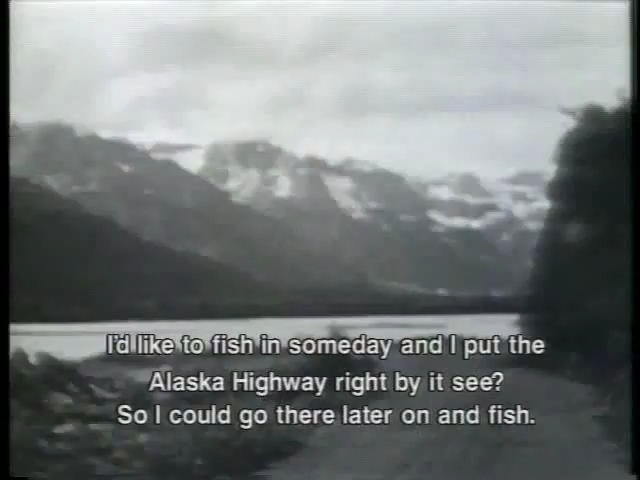 I'd like to fish in someday and I put the
Alaska Highway right by it see?
So I could go there later on and fish.